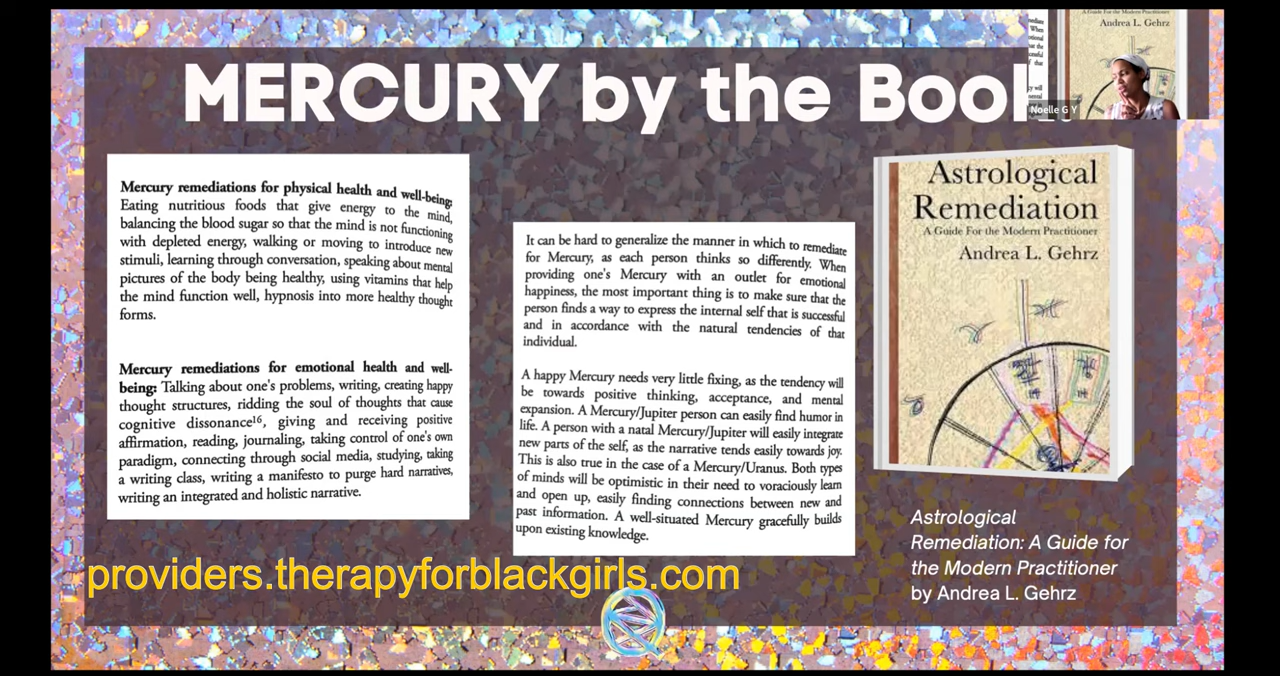 MERCURY by the Book
Mercury remediations for physical health and well-being:
Eating nutritious foods that give energy to the mind,
balancing the blood sugar so that the mind is not functioning
with depleted energy, walking or moving to introduce new
stimuli, learning through conversation, speaking about mental
pictures of the body being healthy, using vitamins that help
the mind function well, hypnosis into more healthy thought
forms.
Mercury remediations for emotional health and well-
being: Talking about one's problems, writing, creating happy
thought structures, ridding the soul of thoughts that cause
cognitive dissonance¹⁶, giving and receiving positive
affirmation, reading, journaling, taking control of one's own
paradigm, connecting through social media, studying, taking
a writing class, writing a manifesto to purge hard narratives,
writing an integrated and holistic narrative.
It can be hard to generalize the manner in which to remediate
for Mercury, as each person thinks so differently. When
providing one's Mercury with an outlet for emotional
happiness, the most important thing is to make sure that the
person finds a way to express the internal self that is successful
and in accordance with the natural tendencies of that
individual.
A happy Mercury needs very little fixing, as the tendency will
be towards positive thinking, acceptance, and mental
expansion. A Mercury/Jupiter person can easily find humor in
life. A person with a natal Mercury/Jupiter will easily integrate
new parts of the self, as the narrative tends easily towards joy.
This is also true in the case of a Mercury/Uranus. Both types
of minds will be optimistic in their need to voraciously learn
and open up, easily finding connections between new and
past information. A well-situated Mercury gracefully builds
upon existing knowledge.
Astrological
Remediation
A Guide For the Modern Practitioner
Andrea L. Gehrz
Astrological
Remediation: A Guide for
the Modern Practitioner
by Andrea L. Gehrz
providers.therapyforblackgirls.com
A Guide For the Modern Practitioner
Andrea L. Gehrz
Noelle G Y